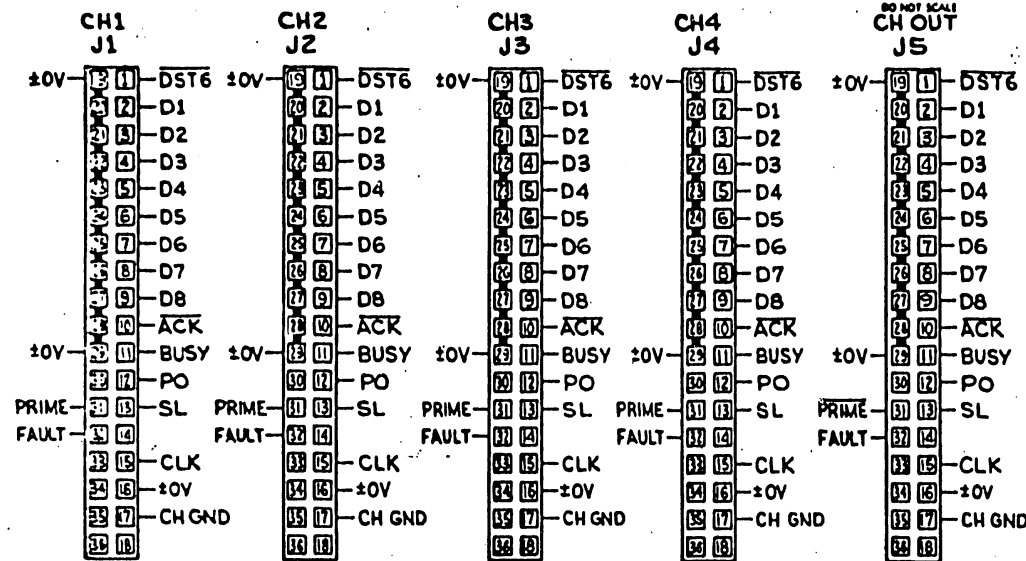 DO NOT SCALE
CH1 CH2 CH3 CH4 CH OUT
J1 J2 J3 J4 J5
±0V 19 1 DST6 ±0V 19 1 DST6 ±0V 19 1 DST6 ±0V 19 1 DST6 ±0V 19 1 DST6
2 D1 20 2 D1 20 2 D1 20 2 D1 20 2 D1
21 3 D2 21 3 D2 21 3 D2 21 3 D2 21 3 D2
4 D3 22 4 D3 22 4 D3 22 4 D3 22 4 D3
5 D4 23 5 D4 23 5 D4 23 5 D4 23 5 D4
6 D5 24 6 D5 24 6 D5 24 6 D5 24 6 D5
7 D6 25 7 D6 25 7 D6 25 7 D6 25 7 D6
8 D7 26 8 D7 26 8 D7 26 8 D7 26 8 D7
9 D8 27 9 D8 27 9 D8 27 9 D8 27 9 D8
10 ACK 28 10 ACK 28 10 ACK 28 10 ACK 28 10 ACK
±0V 11 BUSY ±0V 11 BUSY ±0V 29 11 BUSY ±0V 29 11 BUSY ±0V 29 11 BUSY
12 PO 30 12 PO 30 12 PO 30 12 PO 30 12 PO
PRIME 31 13 SL PRIME 31 13 SL PRIME 31 13 SL PRIME 31 13 SL PRIME 31 13 SL
FAULT 14 FAULT 32 14 FAULT 32 14 FAULT 32 14 FAULT 32 14
33 15 CLK 33 15 CLK 33 15 CLK 33 15 CLK 33 15 CLK
34 16 ±0V 34 16 ±0V 34 16 ±0V 34 16 ±0V 34 16 ±0V
35 17 CH GND 35 17 CH GND 35 17 CH GND 35 17 CH GND 35 17 CH GND
36 18 36 18 36 18 36 18 36 18